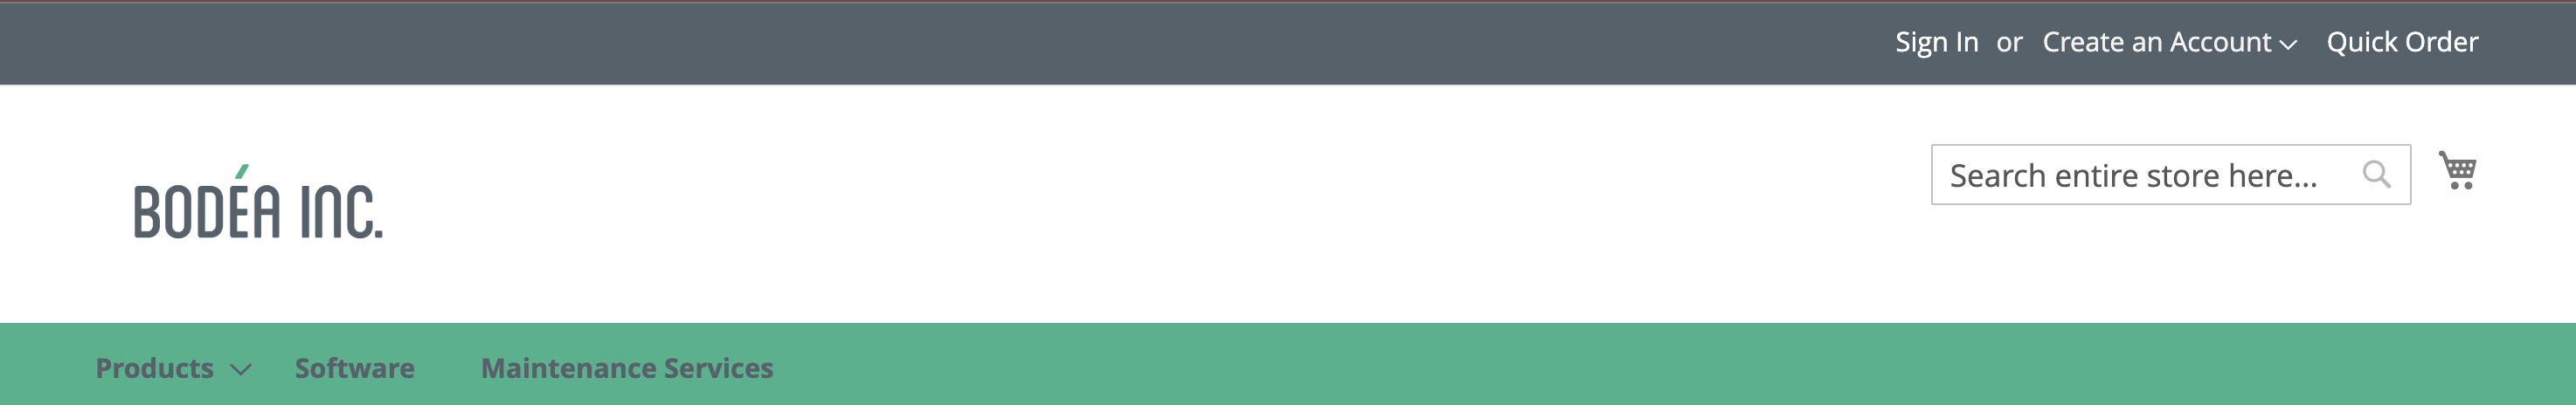 Sign In or Create an Account Quick Order
Search entire store here...
BODÉA INC.
Products Software Maintenance Services